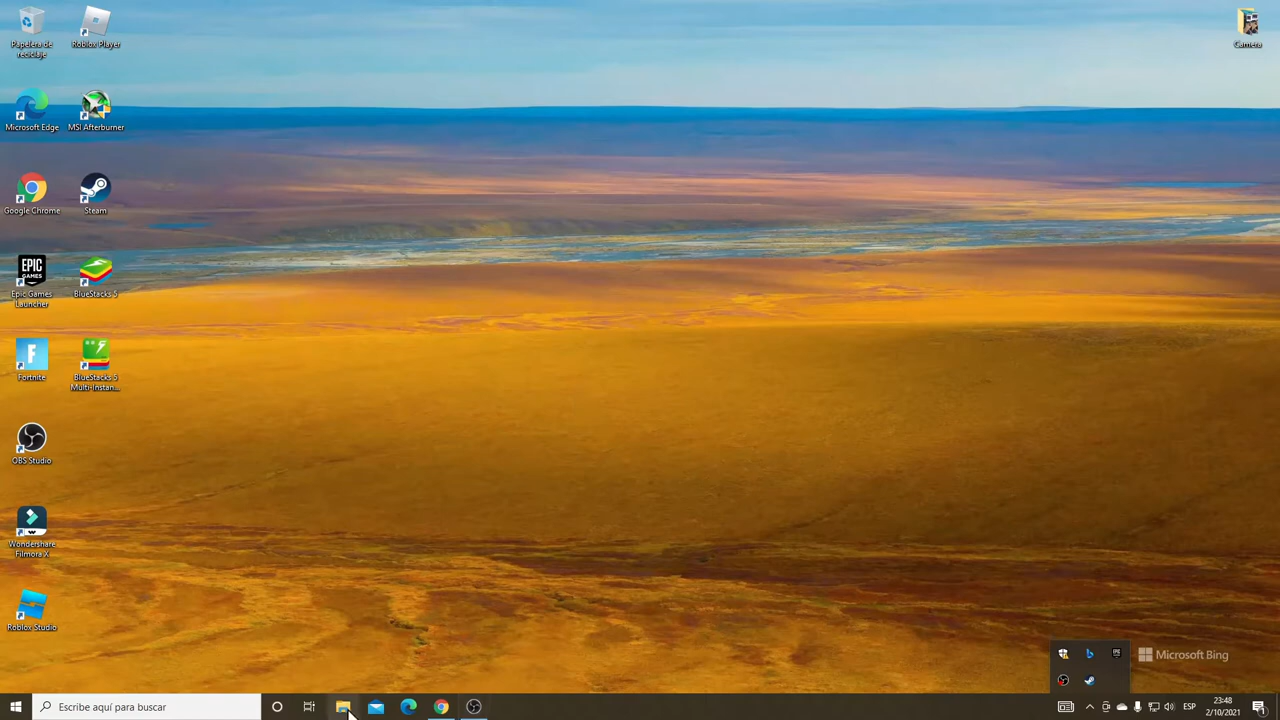 Papelera de
reciclaje
Roblox Player
Camera
Microsoft Edge
MSI Afterburner
Google Chrome
Steam
EPIC
GAMES
Epic Games
Launcher
BlueStacks 5
F
Fortnite
BlueStacks 5
Multi-Instan...
OBS Studio
Wondershare
Filmora X
Roblox Studio
Microsoft Bing
Escribe aquí para buscar
ESP
23:48
2/10/2021